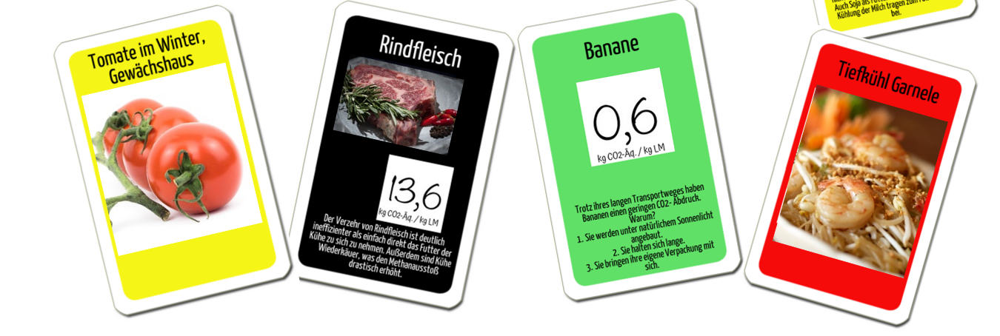 Tomate im Winter,
Gewächshaus
Rindfleisch
13,6
kg CO2-Äq. / kg LM
Der Verzehr von Rindfleisch ist deutlich
ineffizienter als einfach direkt das Futter der
Kühe zu sich zu nehmen. Außerdem sind Kühe
Wiederkäuer, was den Methanausstoß
drastisch erhöht.
Banane
0,6
kg CO2-Äq. / kg LM
Trotz ihres langen Transportweges haben
Bananen einen geringen CO2- Abdruck.
Warum?
1. Sie werden unter natürlichem Sonnenlicht
angebaut.
2. Sie halten sich lange.
3. Sie bringen ihre eigene Verpackung mit
sich.
Auch Soja als
Kühlung der Milch tragen zum
bei.
Tiefkühl Garnele